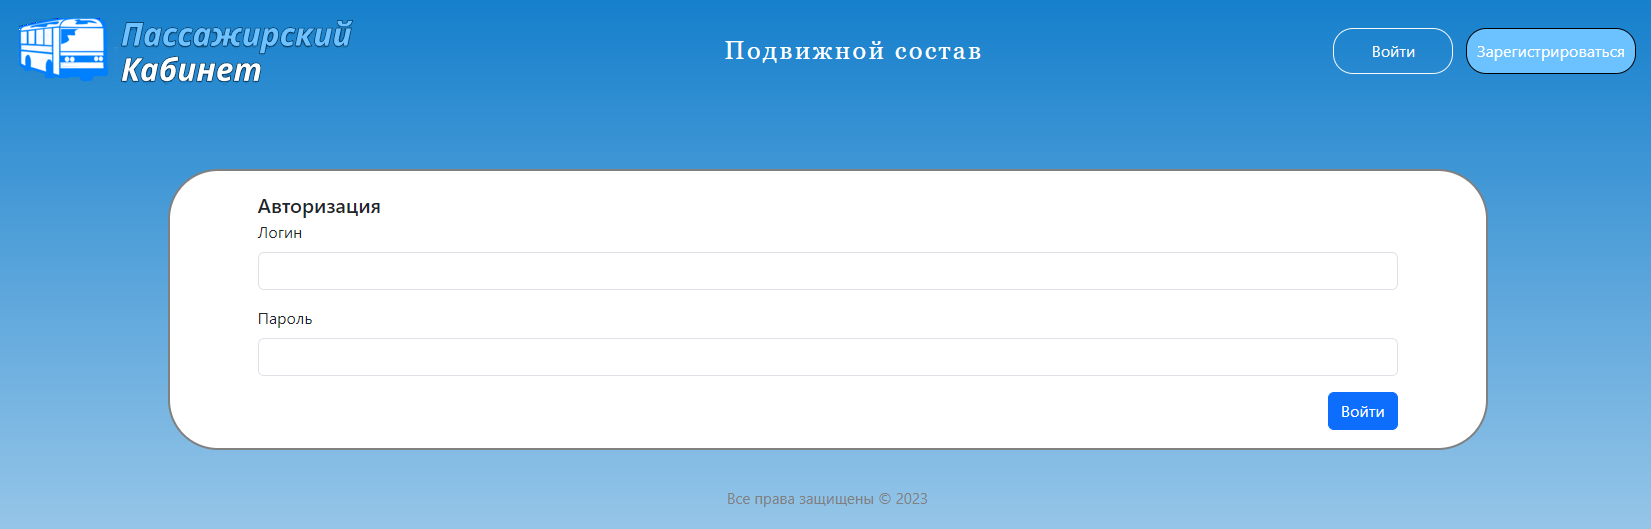 Пассажирский
Кабинет
Подвижной состав
Войти
Зарегистрироваться
Авторизация
Логин
Пароль
Войти
Все права защищены © 2023